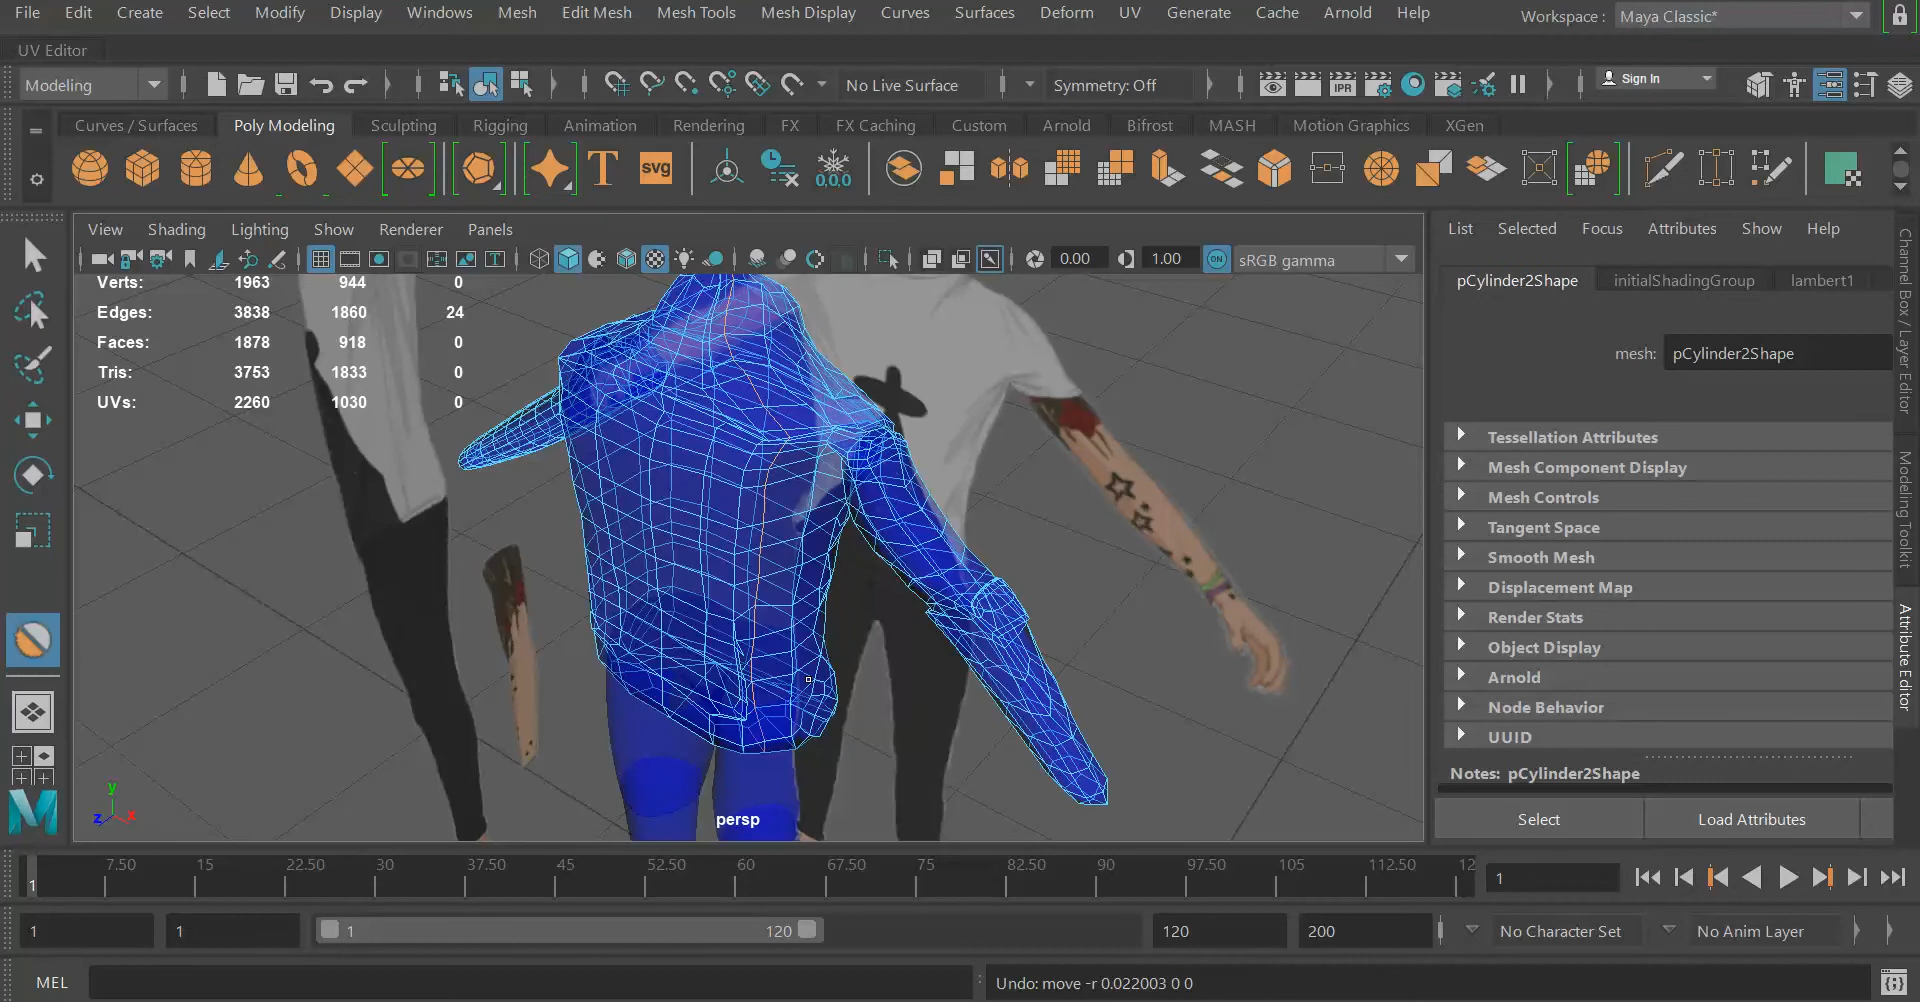 File Edit Create Select Modify Display Windows Mesh Edit Mesh Mesh Tools Mesh Display Curves Surfaces Deform UV Generate Cache Arnold Help Workspace : Maya Classic*
UV Editor
Modeling No Live Surface Symmetry: Off IPR Sign In
Curves / Surfaces Poly Modeling Sculpting Rigging Animation Rendering FX FX Caching Custom Arnold Bifrost MASH Motion Graphics XGen
T svg 0,0,0
View Shading Lighting Show Renderer Panels
0.00 1.00 ON sRGB gamma
Verts: 1963 944 0
Edges: 3838 1860 24
Faces: 1878 918 0
Tris: 3753 1833 0
UVs: 2260 1030 0
y
z x
persp
List Selected Focus Attributes Show Help
pCylinder2Shape initialShadingGroup lambert1
mesh: pCylinder2Shape
Tessellation Attributes
Mesh Component Display
Mesh Controls
Tangent Space
Smooth Mesh
Displacement Map
Render Stats
Object Display
Arnold
Node Behavior
UUID
Notes: pCylinder2Shape
Select Load Attributes
Channel Box / Layer Editor
Modeling Toolkit
Attribute Editor
M
1 7.50 15 22.50 30 37.50 45 52.50 60 67.50 75 82.50 90 97.50 105 112.50 12 1
1 1 1 120 120 200 No Character Set No Anim Layer
MEL Undo: move -r 0.022003 0 0